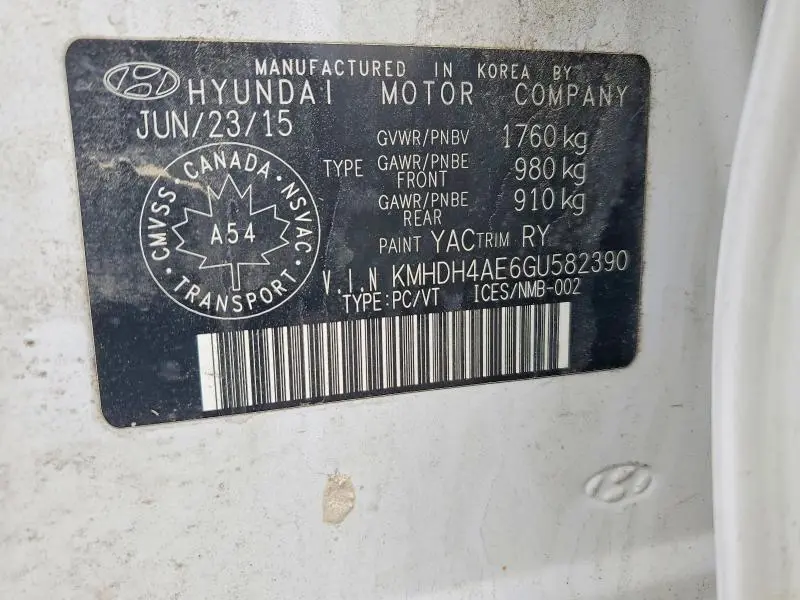 MANUFACTURED IN KOREA BY
HYUNDAI MOTOR COMPANY
JUN/23/15
GVWR/PNBV 1760 kg
TYPE GAWR/PNBE FRONT 980 kg
GAWR/PNBE REAR 910 kg
PAINT YAC TRIM RY
CMVSS · CANADA · NSVAC · TRANSPORT ·
A54
V.I.N KMHDH4AE6GU582390
TYPE:PC/VT ICES/NMB-002